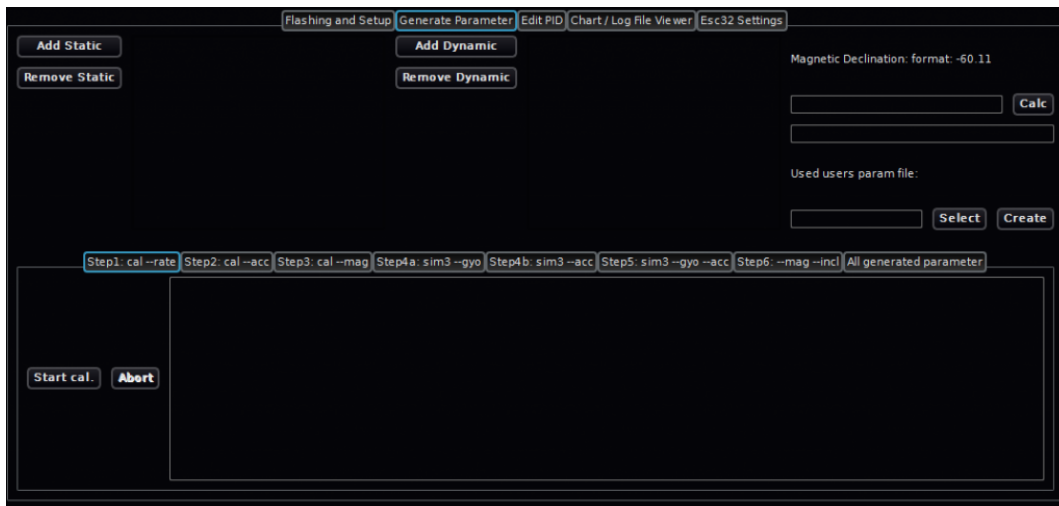 Flashing and Setup Generate Parameter Edit PID Chart / Log File Viewer Esc32 Settings
Add Static Add Dynamic
Magnetic Declination: format: -60.11
Remove Static Remove Dynamic
Calc
Used users param file:
Select Create
Step1: cal --rate Step2: cal --acc Step3: cal --mag Step4a: sim3 --gyo Step4b: sim3 --acc Step5: sim3 --gyo --acc Step6: --mag --incl All generated parameter
Start cal. Abort